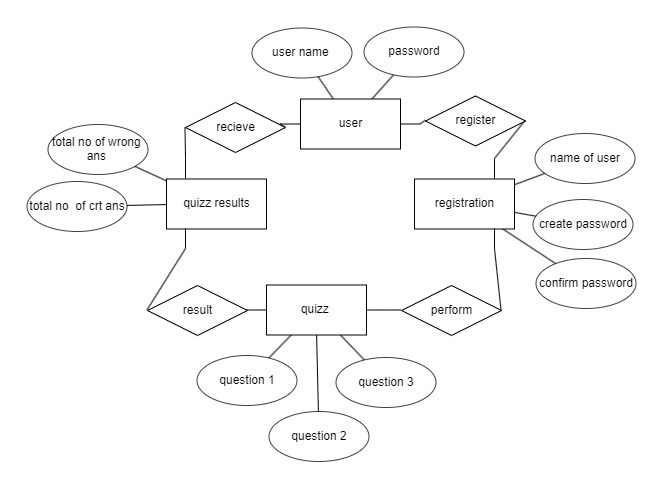 user name
password
recieve
user
register
total no of wrong
ans
name of user
total no  of crt ans
quizz results
registration
create password
confirm password
result
quizz
perform
question 1
question 3
question 2